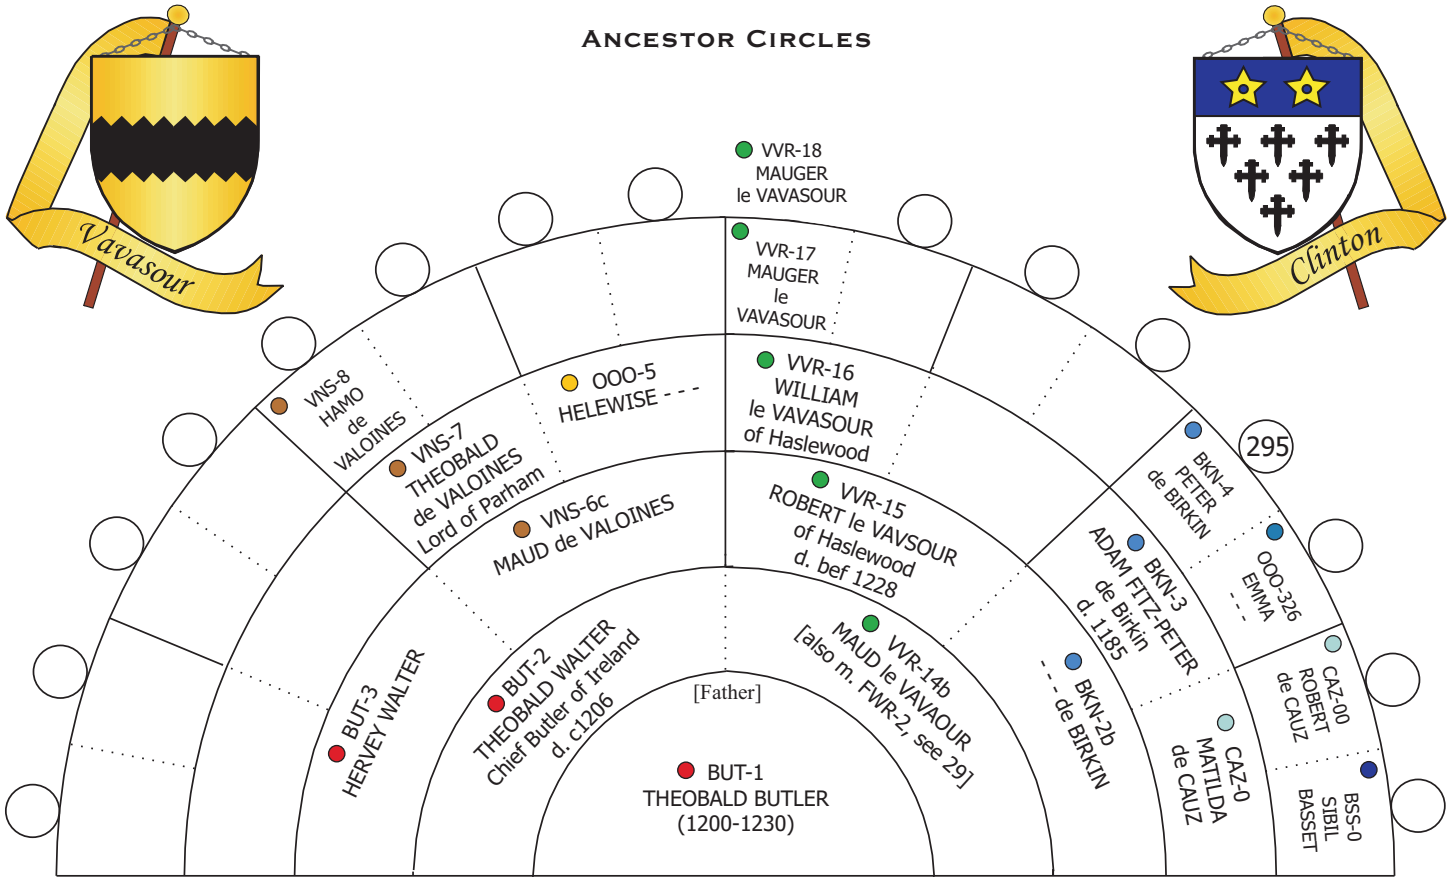 ANCESTOR CIRCLES
Vavasour
Clinton
VVR-18
MAUGER
le VAVASOUR
VVR-17
MAUGER
le
VAVASOUR
VNS-8
HAMO
de
VALOINES
VNS-7
THEOBALD
de VALOINES
Lord of Parham
OOO-5
HELEWISE - - -
VVR-16
WILLIAM
le VAVASOUR
of Haslewood
BKN-4
PETER
de BIRKIN
295
OOO-326
EMMA
- - -
VNS-6c
MAUD de VALOINES
VVR-15
ROBERT le VAVSOUR
of Haslewood
d. bef 1228
BKN-3
ADAM FITZ-PETER
de Birkin
d. 1185
CAZ-00
ROBERT
de CAUZ
BSS-0
SIBIL
BASSET
CAZ-0
MATILDA
de CAUZ
BUT-3
HERVEY WALTER
BUT-2
THEOBALD WALTER
Chief Butler of Ireland
d. c1206
VVR-14b
MAUD le VAVAOUR
[also m. FWR-2, see 29]
BKN-2b
- - - de BIRKIN
[Father]
BUT-1
THEOBALD BUTLER
(1200-1230)